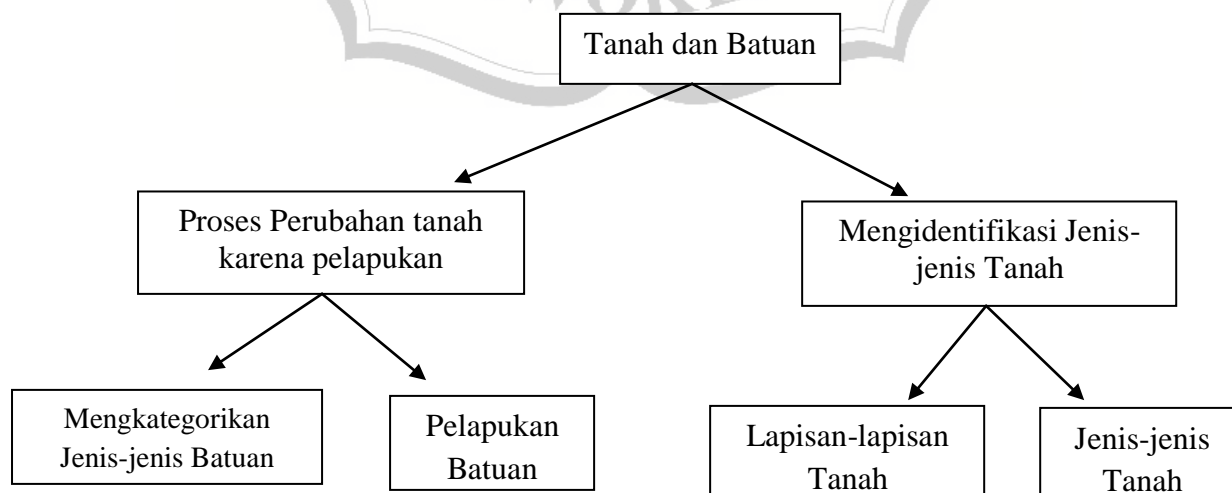 Tanah dan Batuan
Proses Perubahan tanah
karena pelapukan
Mengidentifikasi Jenis-
jenis Tanah
Mengkategorikan
Jenis-jenis Batuan
Pelapukan
Batuan
Lapisan-lapisan
Tanah
Jenis-jenis
Tanah